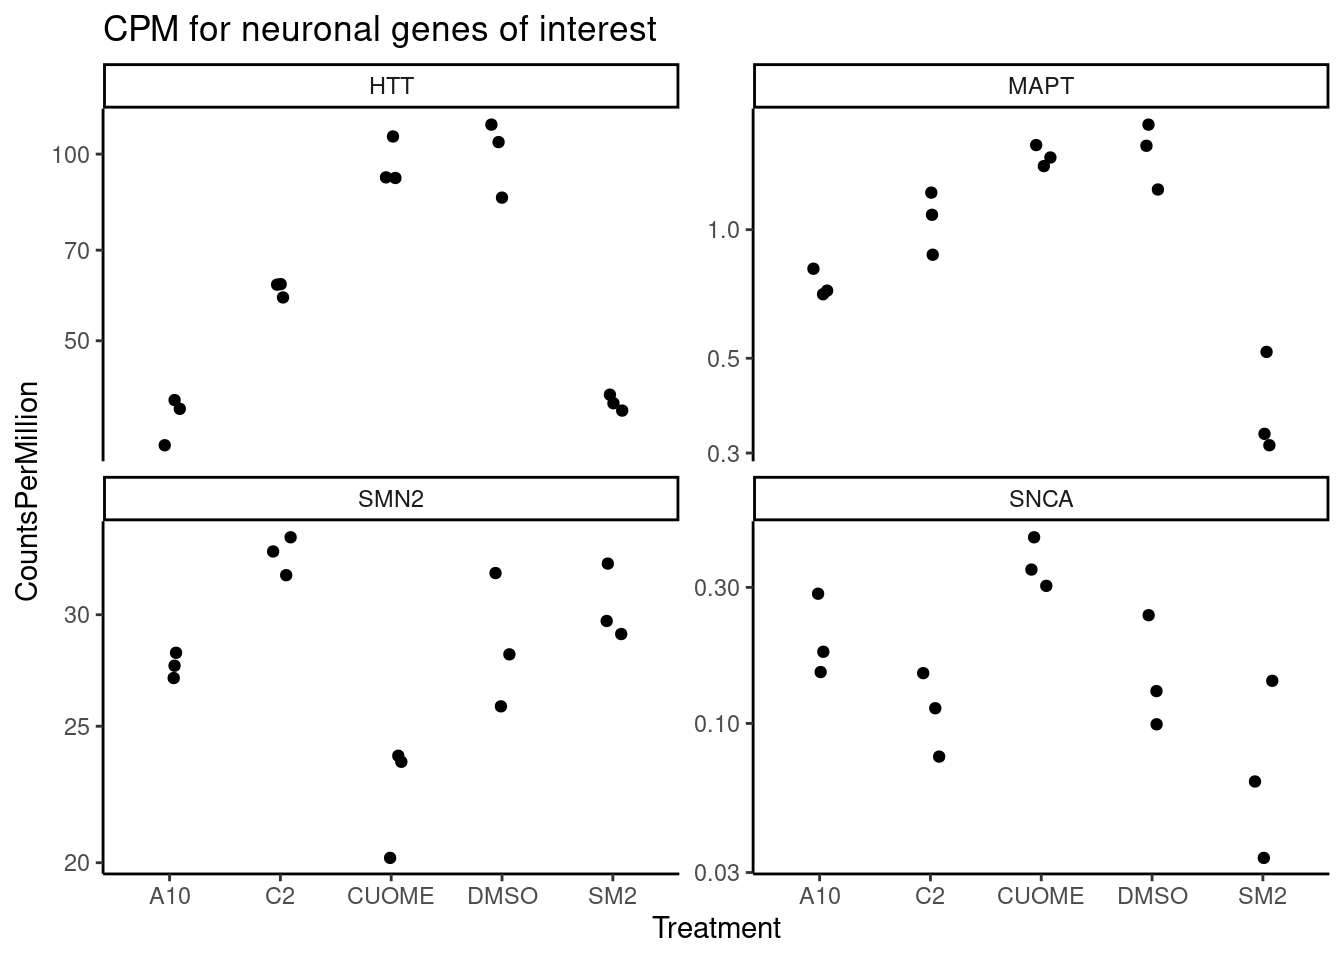 CPM for neuronal genes of interest
HTT
MAPT
100
70
50
1.0
0.5
0.3
CountsPerMillion
SMN2
SNCA
30
25
20
0.30
0.10
0.03
A10 C2 CUOME DMSO SM2
A10 C2 CUOME DMSO SM2
Treatment